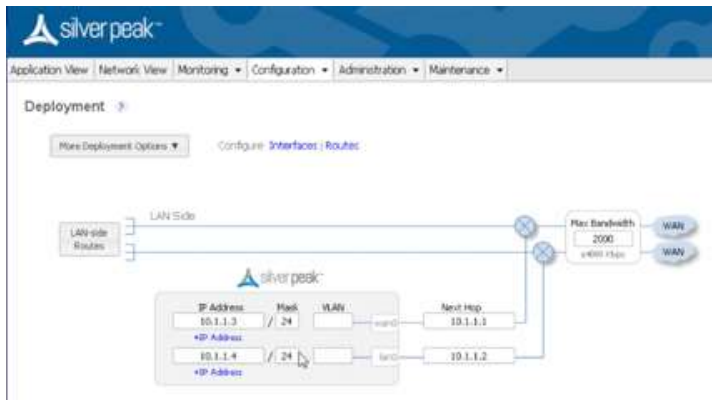 silver peak
Application View Network View Monitoring Configuration Administration Maintenance
Deployment ?
More Deployment Options ▼ Configure Interfaces | Routes
LAN Side
LAN-side
Routes
Max Bandwidth
2000
WAN
WAN
silver peak
IP Address Mask VLAN Next Hop
10.1.1.3 / 24 wan0 10.1.1.1
+IP Address
10.1.1.4 / 24 lan0 10.1.1.2
+IP Address